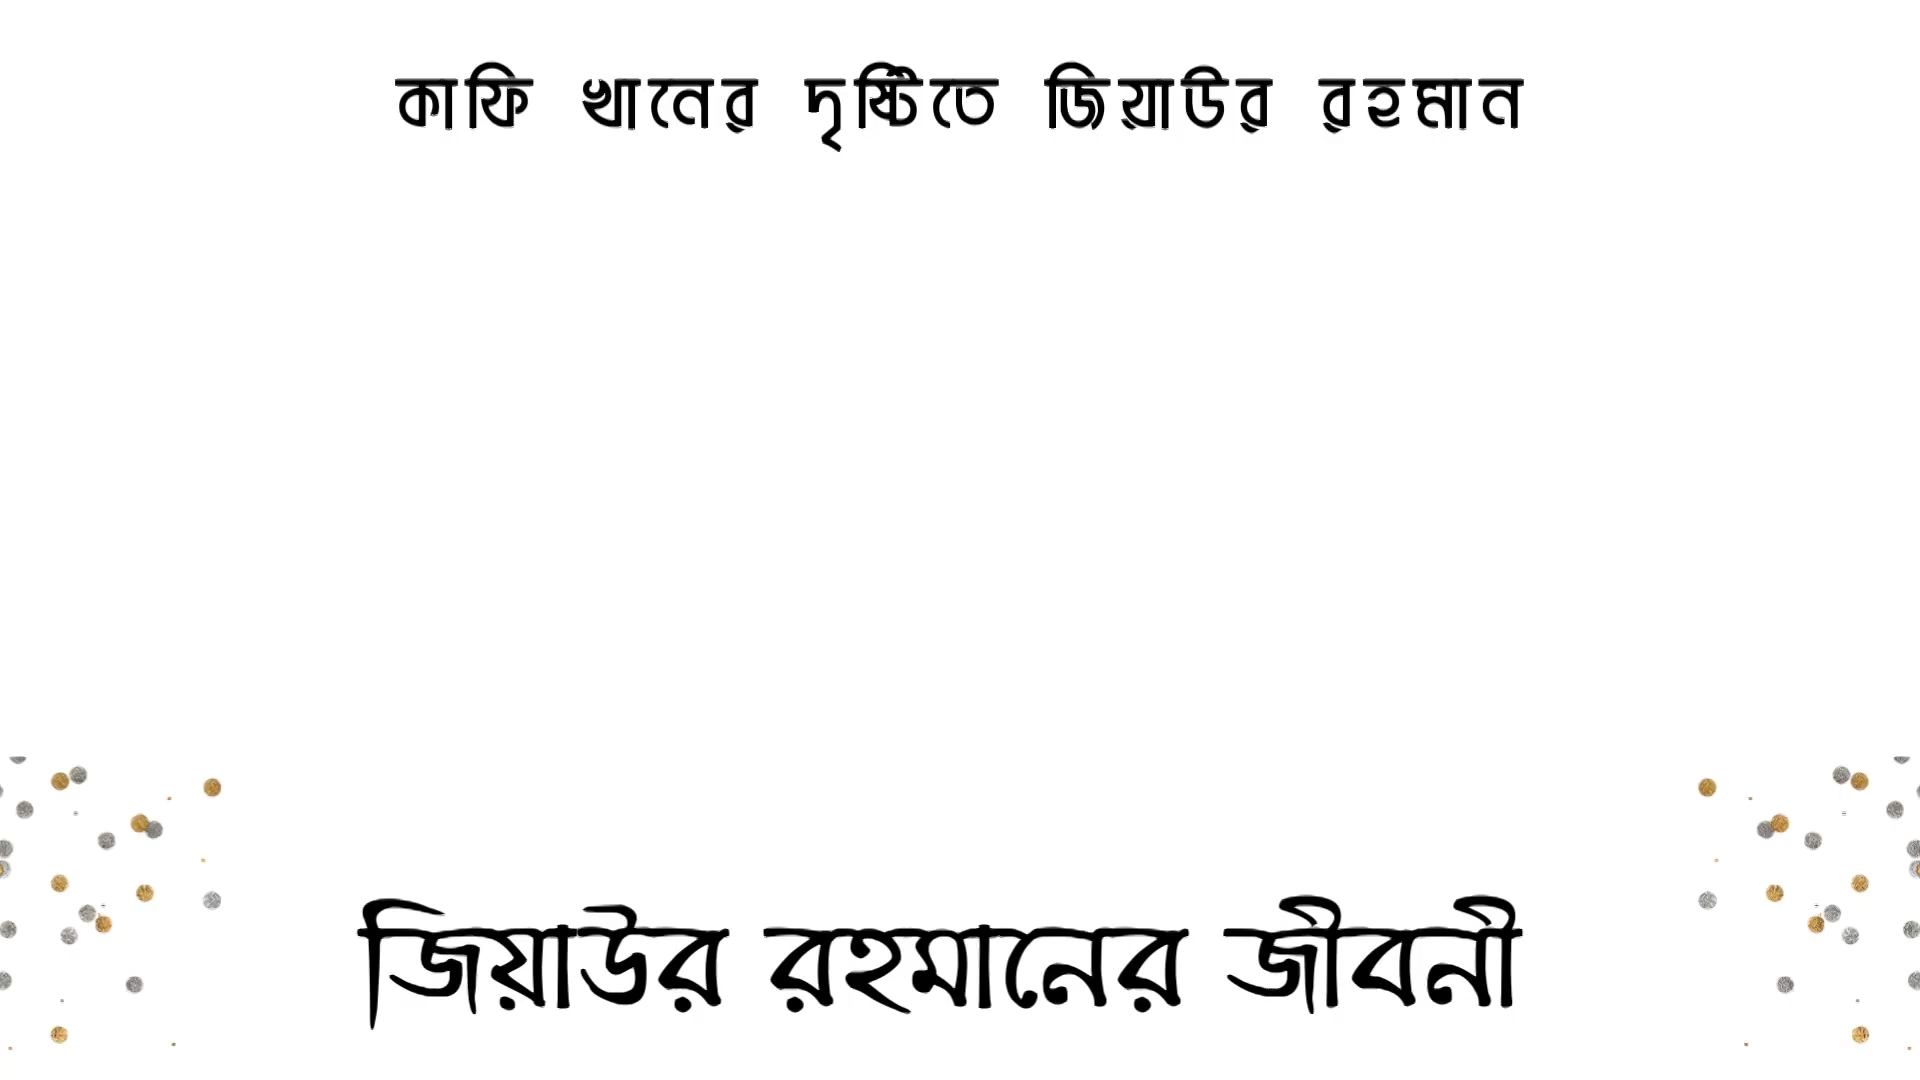 কাফি খানের দৃষ্টিতে জিয়াউর রহমান
জিয়াউর রহমানের জীবনী